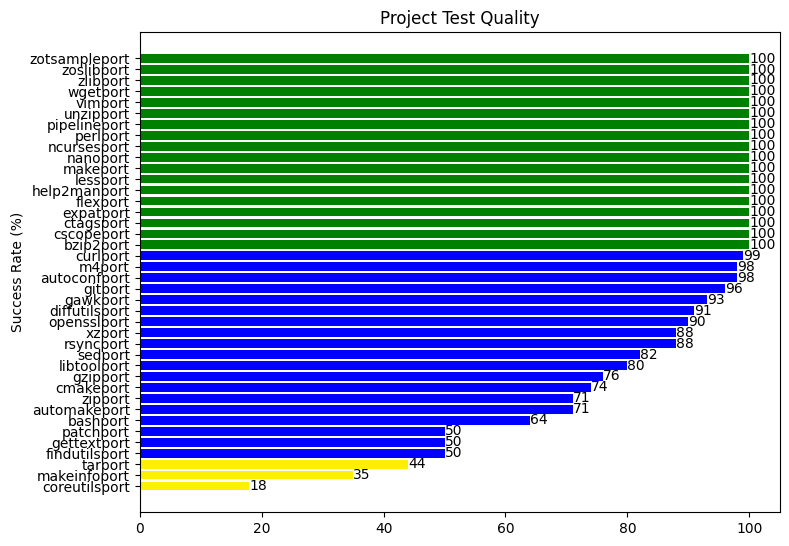 Project Test Quality
Success Rate (%)
zotsampleport 100
zoslibport 100
zlibport 100
wgetport 100
vimport 100
unzipport 100
pipelineport 100
perlport 100
ncursesport 100
nanoport 100
makeport 100
lessport 100
help2manport 100
flexport 100
expatport 100
ctagsport 100
cscopeport 100
bzip2port 100
curlport 99
m4port 98
autoconfport 98
gitport 96
gawkport 93
diffutilsport 91
opensslport 90
xzport 88
rsyncport 88
sedport 82
libtoolport 80
gzipport 76
cmakeport 74
zipport 71
automakeport 71
bashport 64
patchport 50
gettextport 50
findutilsport 50
tarport 44
makeinfoport 35
coreutilsport 18
0 20 40 60 80 100